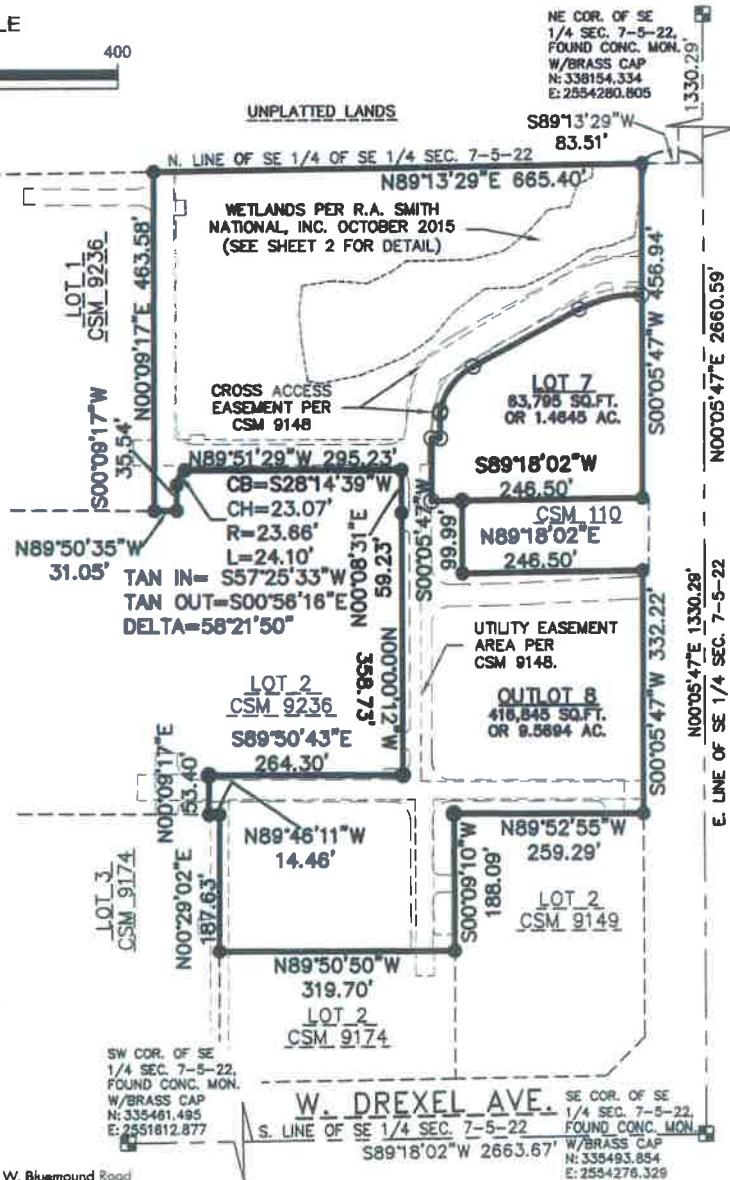 LE
400
NE COR. OF SE
1/4 SEC. 7-5-22,
FOUND CONC. MON.
W/BRASS CAP
N: 338154.334
E: 2554280.805
1330.29'
UNPLATTED LANDS
S89°13'29"W
83.51'
N. LINE OF SE 1/4 OF SE 1/4 SEC. 7-5-22
N89°13'29"E 665.40'
WETLANDS PER R.A. SMITH
NATIONAL, INC. OCTOBER 2015
(SEE SHEET 2 FOR DETAIL)
LOT 1
CSM 9236
N00°09'17"E 463.58'
S00°05'47"W 456.94'
N00°05'47"E 2660.59'
LOT 7
63,795 SQ.FT.
OR 1.4645 AC.
CROSS ACCESS
EASEMENT PER
CSM 9148
S00°09'17"W
35.54'
N89°51'29"W 295.23'
S89°18'02"W
246.50'
CB=S28°14'39"W
CH=23.07'
R=23.66'
L=24.10'
TAN IN= S57°25'33"W
TAN OUT=S00°56'16"E
DELTA=58°21'50"
N89°50'35"W
31.05'
N00°08'31"E
59.23'
S00°05'47"W
99.99'
CSM 110
N89°18'02"E
246.50'
N00°00'12"W
358.73'
UTILITY EASEMENT
AREA PER
CSM 9148.
S00°05'47"W 332.22'
N00°05'47"E 1330.29'
E. LINE OF SE 1/4 SEC. 7-5-22
LOT 2
CSM 9236
OUTLOT 8
416,845 SQ.FT.
OR 9.5694 AC.
S89°50'43"E
264.30'
N00°09'17"E
53.40'
N89°46'11"W
14.46'
N89°52'55"W
259.29'
LOT 3
CSM 9174
N00°29'02"E
187.63'
S00°09'10"W
188.09'
LOT 2
CSM 9149
N89°50'50"W
319.70'
LOT 2
CSM 9174
SW COR. OF SE
1/4 SEC. 7-5-22,
FOUND CONC. MON.
W/BRASS CAP
N: 335461.495
E: 2551612.877
W. DREXEL AVE.
S. LINE OF SE 1/4 SEC. 7-5-22
S89°18'02"W 2663.67'
SE COR. OF SE
1/4 SEC. 7-5-22,
FOUND CONC. MON.
W/BRASS CAP
N: 335493.854
E: 2554276.329
W. Bluemound Road